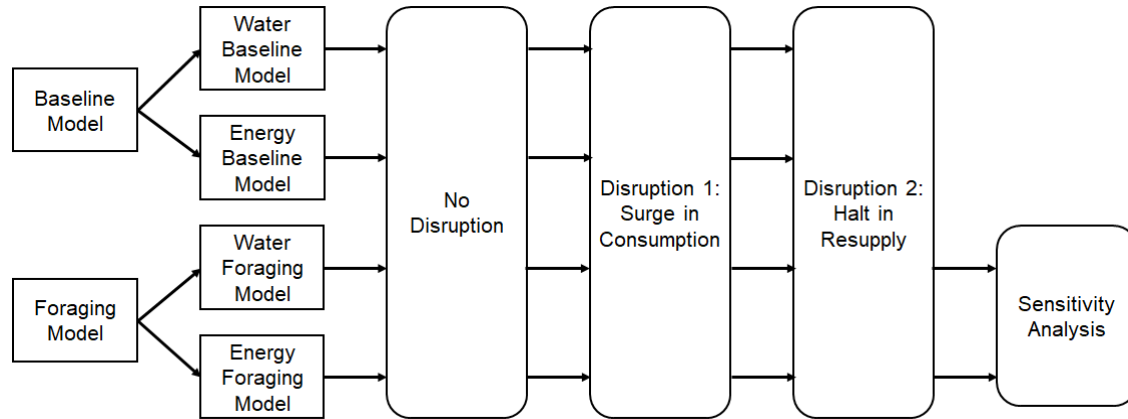 Baseline
Model
Water
Baseline
Model
Energy
Baseline
Model
Foraging
Model
Water
Foraging
Model
Energy
Foraging
Model
No
Disruption
Disruption 1:
Surge in
Consumption
Disruption 2:
Halt in
Resupply
Sensitivity
Analysis